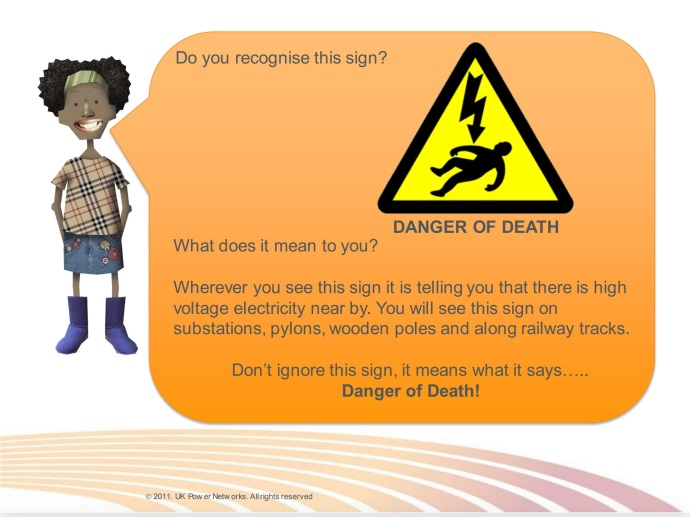 Do you recognise this sign?
DANGER OF DEATH
What does it mean to you?
Wherever you see this sign it is telling you that there is high
voltage electricity near by. You will see this sign on
substations, pylons, wooden poles and along railway tracks.
Don’t ignore this sign, it means what it says…..
Danger of Death!
© 2011. UK Power Networks. All rights reserved